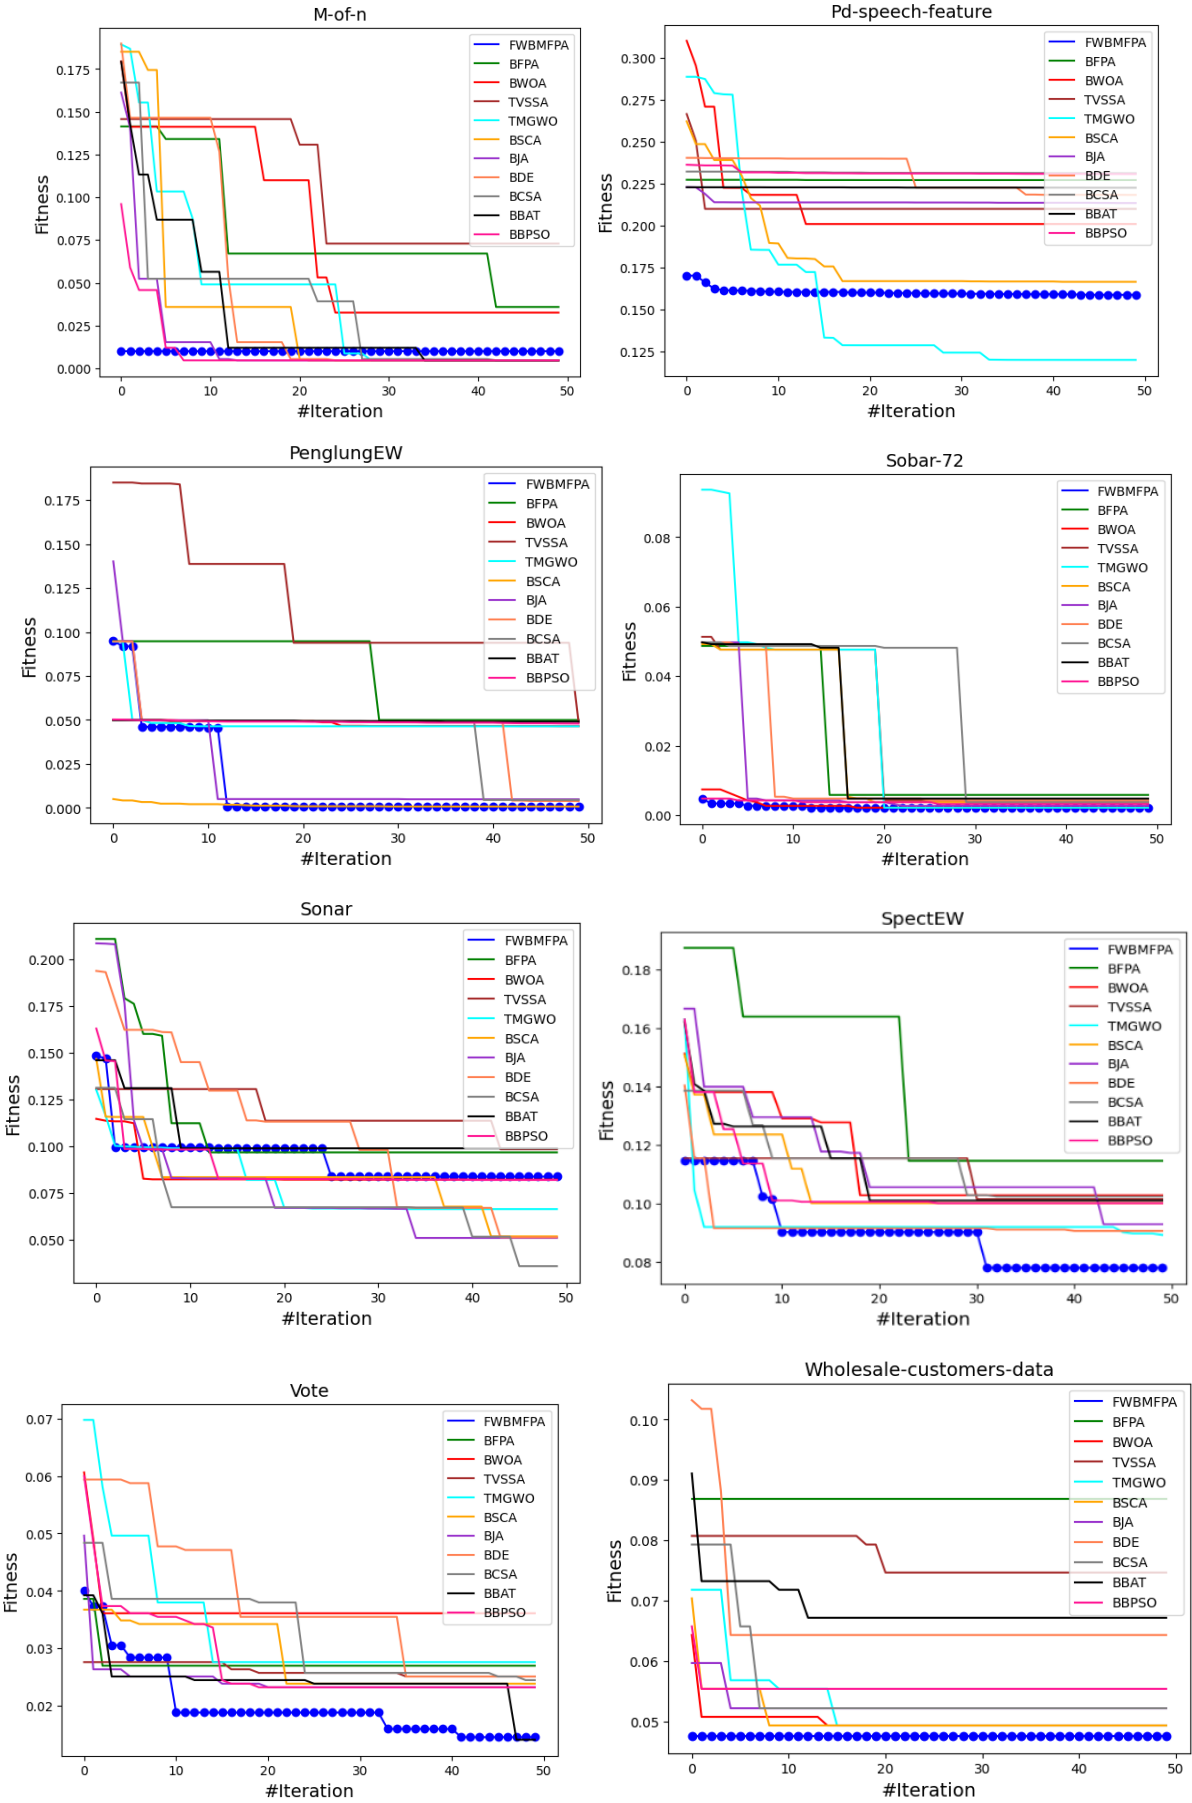 M-of-n
Fitness
0.175
0.150
0.125
0.100
0.075
0.050
0.025
0.000
0 10 20 30 40 50
#Iteration
FWBMFPA
BFPA
BWOA
TVSSA
TMGWO
BSCA
BJA
BDE
BCSA
BBAT
BBPSO
Pd-speech-feature
Fitness
0.300
0.275
0.250
0.225
0.200
0.175
0.150
0.125
0 10 20 30 40 50
#Iteration
FWBMFPA
BFPA
BWOA
TVSSA
TMGWO
BSCA
BJA
BDE
BCSA
BBAT
BBPSO
PenglungEW
Fitness
0.175
0.150
0.125
0.100
0.075
0.050
0.025
0.000
0 10 20 30 40 50
#Iteration
FWBMFPA
BFPA
BWOA
TVSSA
TMGWO
BSCA
BJA
BDE
BCSA
BBAT
BBPSO
Sobar-72
Fitness
0.08
0.06
0.04
0.02
0.00
0 10 20 30 40 50
#Iteration
FWBMFPA
BFPA
BWOA
TVSSA
TMGWO
BSCA
BJA
BDE
BCSA
BBAT
BBPSO
Sonar
Fitness
0.200
0.175
0.150
0.125
0.100
0.075
0.050
0 10 20 30 40 50
#Iteration
FWBMFPA
BFPA
BWOA
TVSSA
TMGWO
BSCA
BJA
BDE
BCSA
BBAT
BBPSO
SpectEW
Fitness
0.18
0.16
0.14
0.12
0.10
0.08
0 10 20 30 40 50
#Iteration
FWBMFPA
BFPA
BWOA
TVSSA
TMGWO
BSCA
BJA
BDE
BCSA
BBAT
BBPSO
Vote
Fitness
0.07
0.06
0.05
0.04
0.03
0.02
0 10 20 30 40 50
#Iteration
FWBMFPA
BFPA
BWOA
TVSSA
TMGWO
BSCA
BJA
BDE
BCSA
BBAT
BBPSO
Wholesale-customers-data
Fitness
0.10
0.09
0.08
0.07
0.06
0.05
0 10 20 30 40 50
#Iteration
FWBMFPA
BFPA
BWOA
TVSSA
TMGWO
BSCA
BJA
BDE
BCSA
BBAT
BBPSO